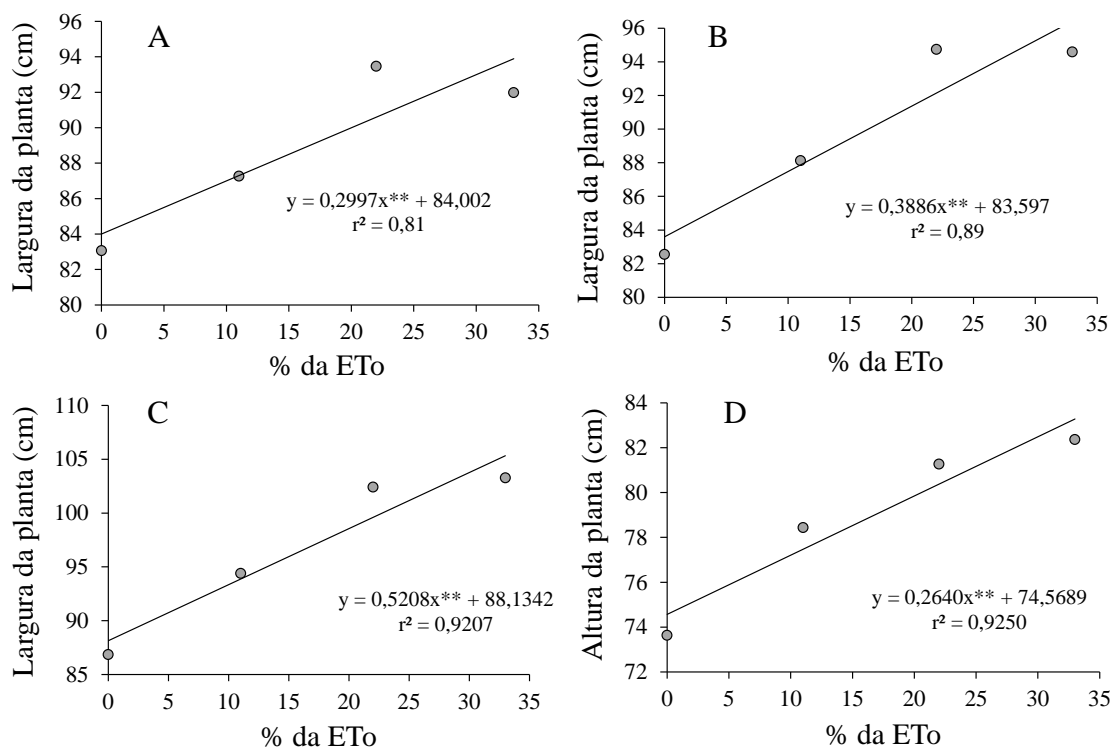 A
Largura da planta (cm)
96
94
92
90
88
86
84
82
80
y = 0,2997x** + 84,002
r² = 0,81
0 5 10 15 20 25 30 35
% da ETo
B
Largura da planta (cm)
96
94
92
90
88
86
84
82
80
y = 0,3886x** + 83,597
r² = 0,89
0 5 10 15 20 25 30 35
% da ETo
C
Largura da planta (cm)
110
105
100
95
90
85
y = 0,5208x** + 88,1342
r² = 0,9207
0 5 10 15 20 25 30 35
% da ETo
D
Altura da planta (cm)
84
82
80
78
76
74
72
y = 0,2640x** + 74,5689
r² = 0,9250
0 5 10 15 20 25 30 35
% da ETo